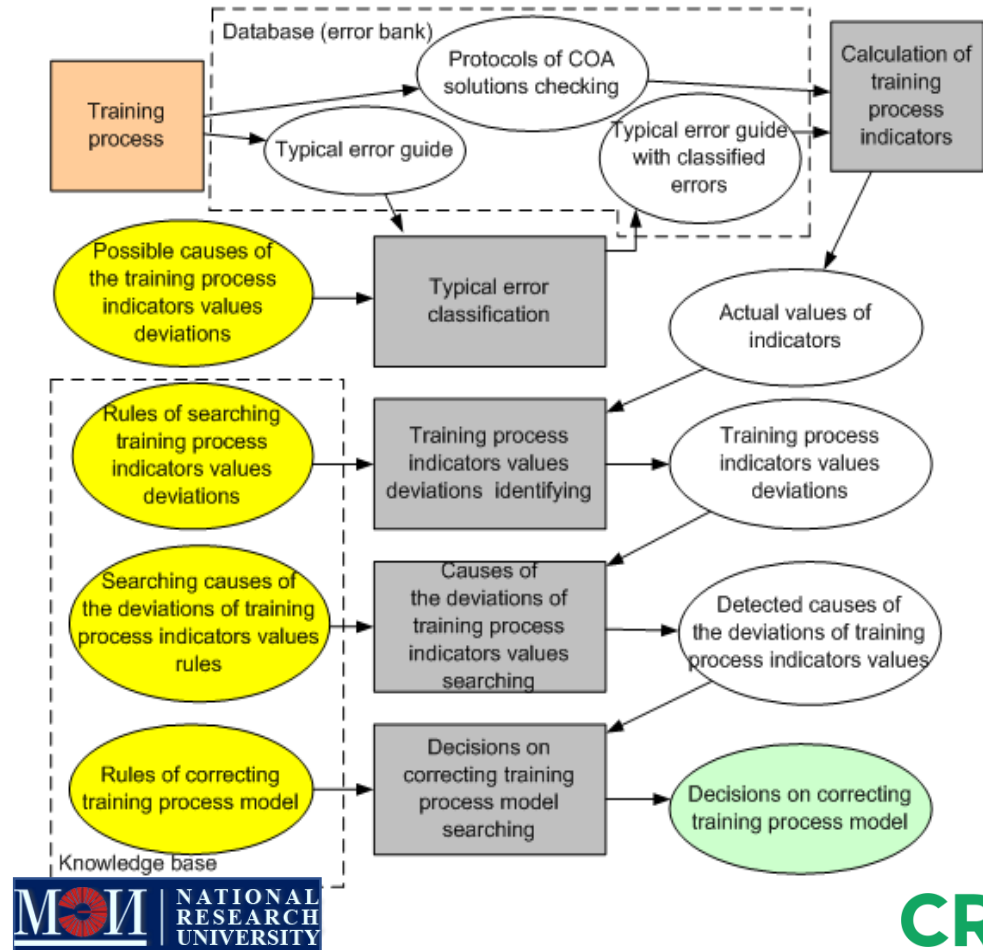 Database (error bank)
Protocols of COA
solutions checking
Calculation of
training
process
indicators
Training
process
Typical error guide
Typical error guide
with classified
errors
Possible causes of
the training process
indicators values
deviations
Typical error
classification
Actual values of
indicators
Rules of searching
training process
indicators values
deviations
Training process
indicators values
deviations identifying
Training process
indicators values
deviations
Searching causes of
the deviations of training
process indicators values
rules
Causes of
the deviations of
training process
indicators values
searching
Detected causes of
the deviations of training
process indicators values
Rules of correcting
training process model
Decisions on
correcting training
process model
searching
Decisions on correcting
training process model
Knowledge base
МЭИ
NATIONAL
RESEARCH
UNIVERSITY
CR